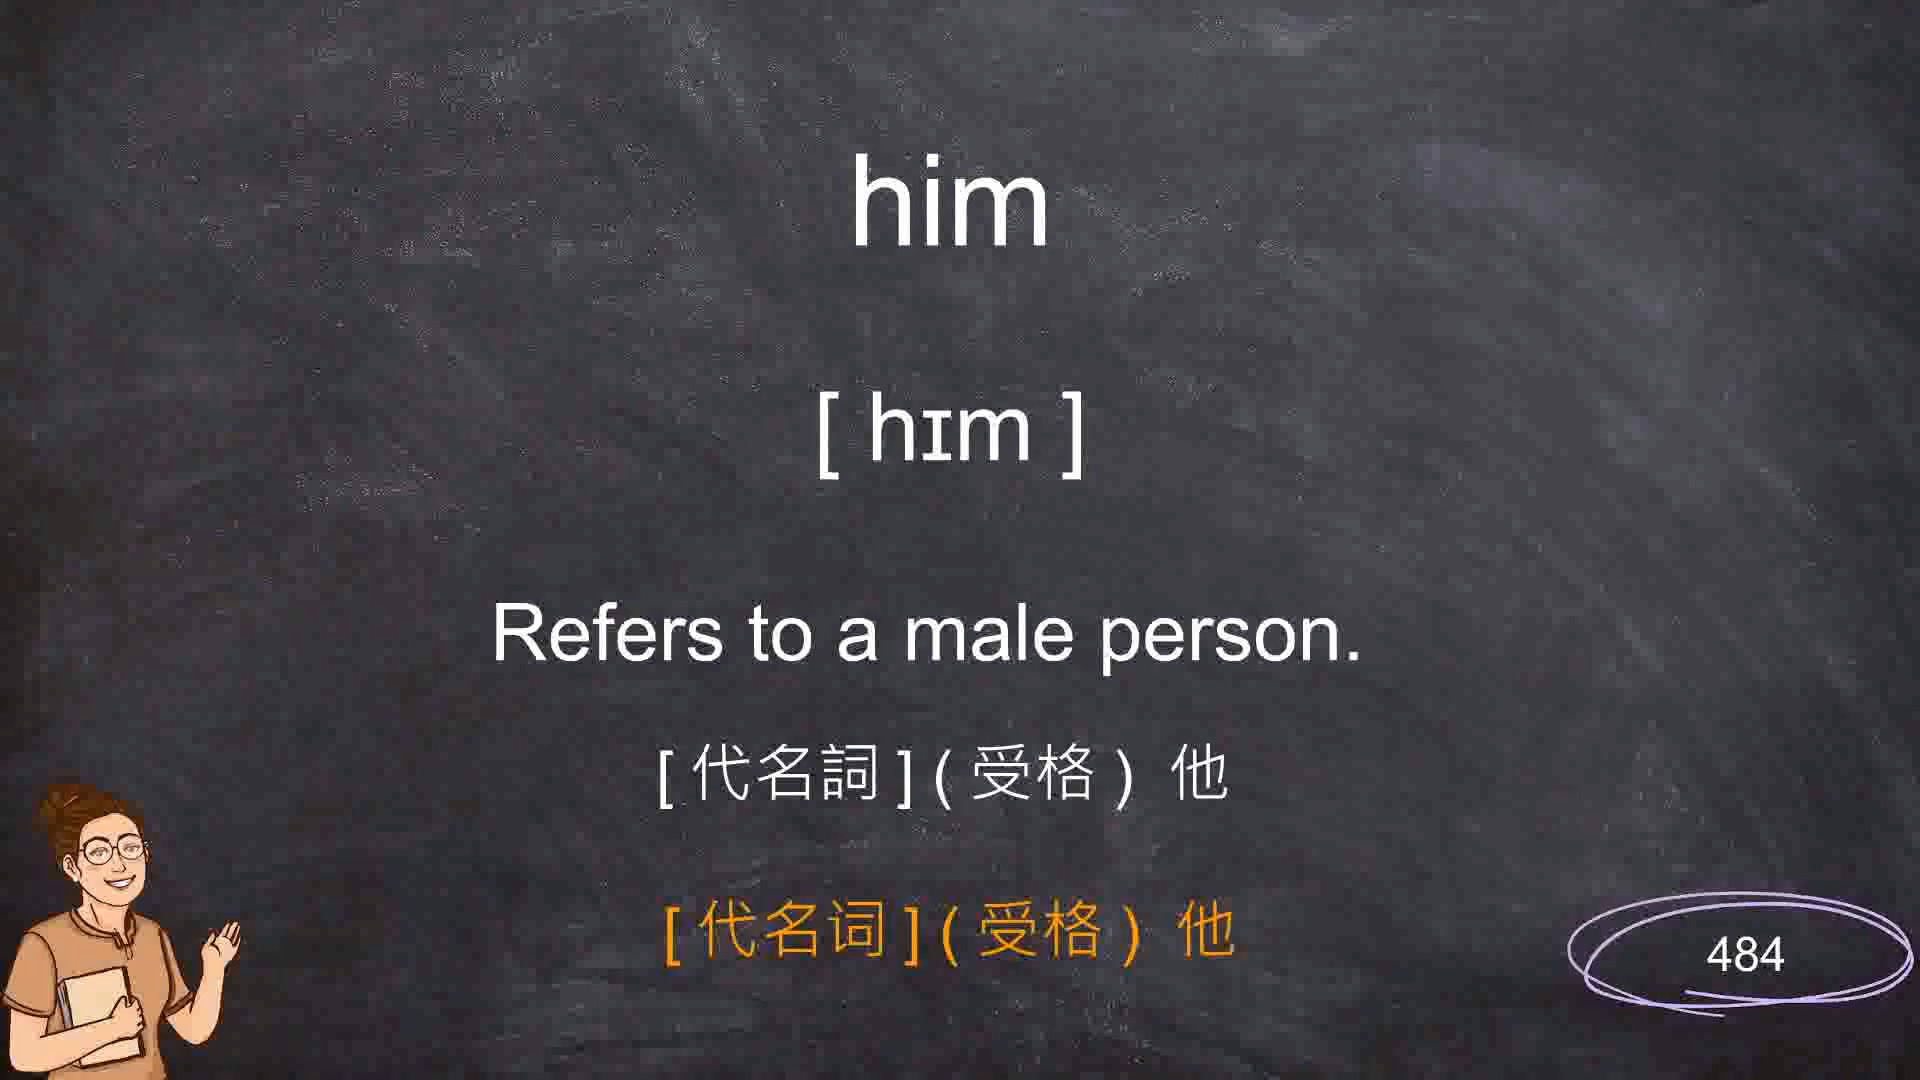 him
[ hɪm ]
Refers to a male person.
[ 代名詞 ] ( 受格 ) 他
[ 代名词 ] ( 受格 ) 他
484